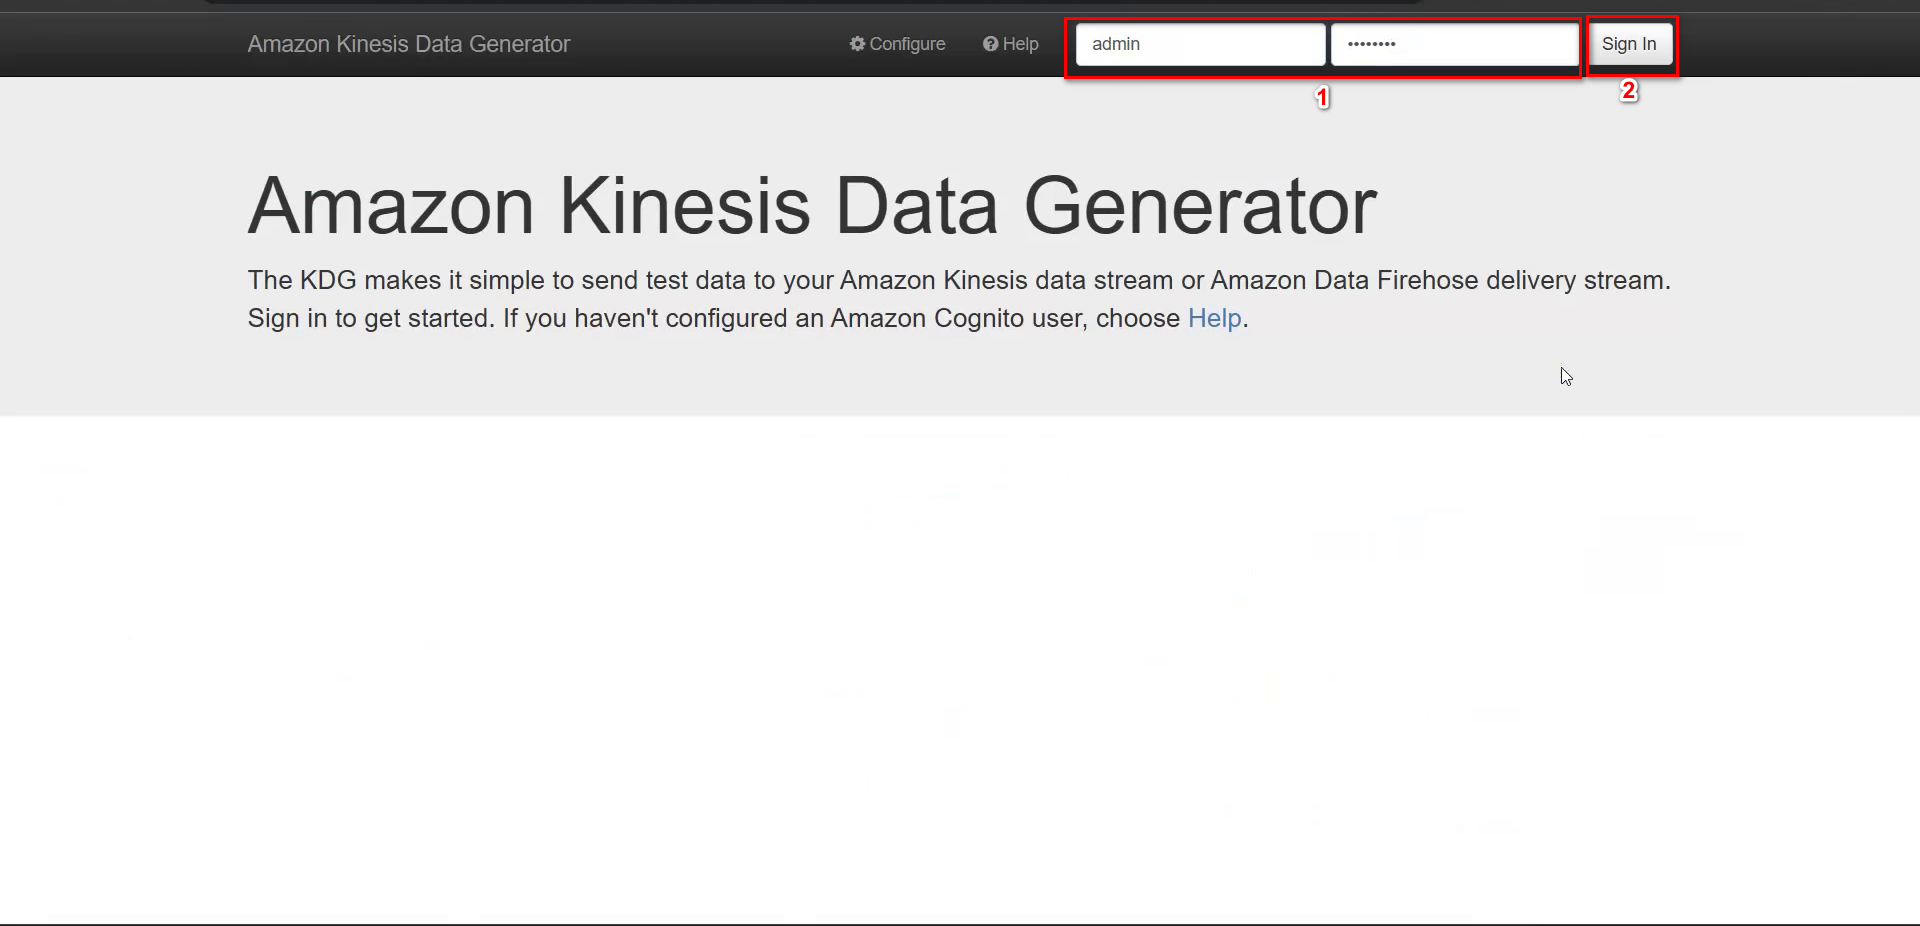 Amazon Kinesis Data Generator
Configure
Help
admin
••••••••
Sign In
1
2
Amazon Kinesis Data Generator
The KDG makes it simple to send test data to your Amazon Kinesis data stream or Amazon Data Firehose delivery stream.
Sign in to get started. If you haven't configured an Amazon Cognito user, choose Help.